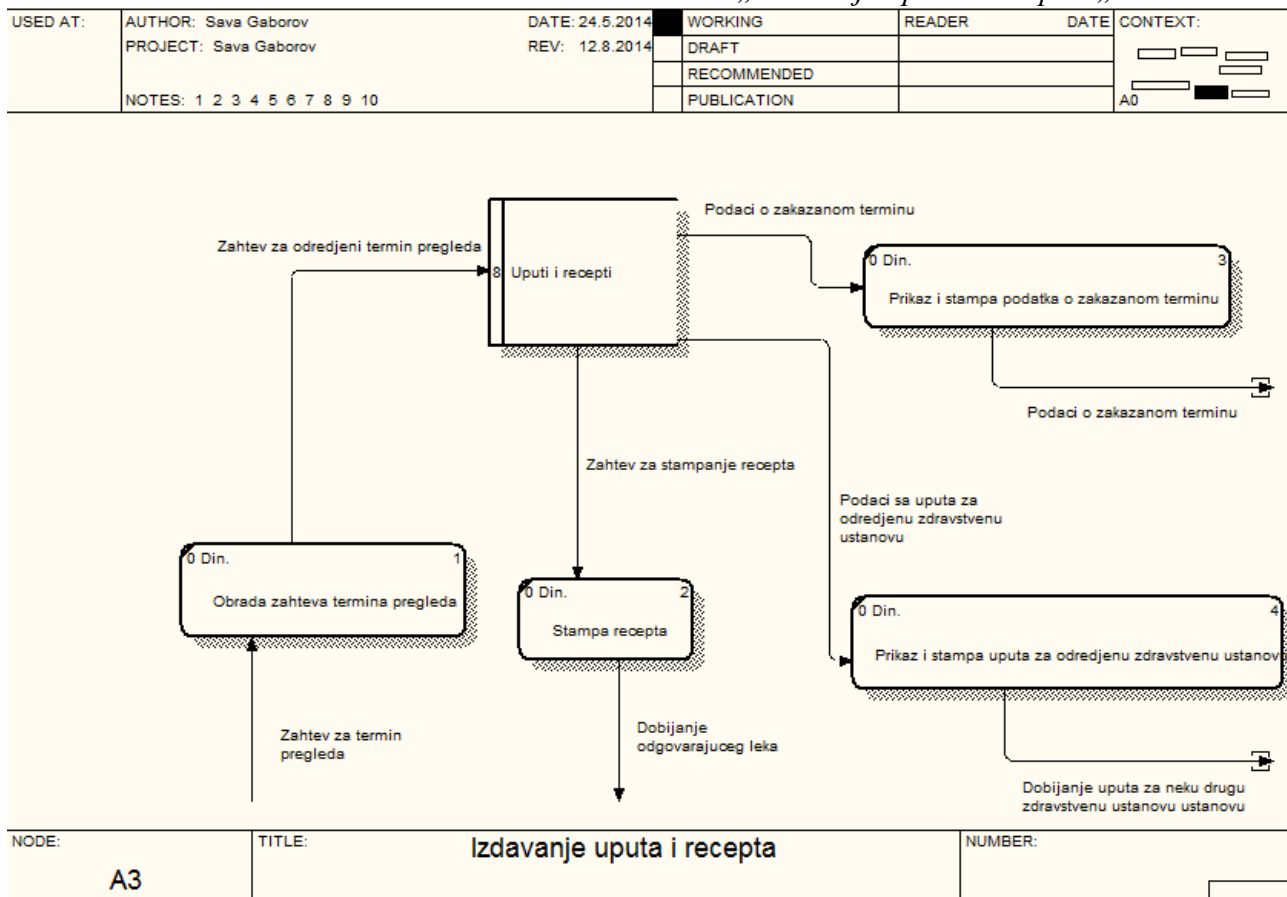 USED AT:
AUTHOR: Sava Gaborov
DATE: 24.5.2014
WORKING
READER
DATE
CONTEXT:
PROJECT: Sava Gaborov
REV: 12.8.2014
DRAFT
RECOMMENDED
NOTES: 1 2 3 4 5 6 7 8 9 10
PUBLICATION
A0
Podaci o zakazanom terminu
Zahtev za odredjeni termin pregleda
8 Uputi i recepti
0 Din.
3
Prikaz i stampa podatka o zakazanom terminu
Podaci o zakazanom terminu
Zahtev za stampanje recepta
Podaci sa uputa za
odredjenu zdravstvenu
ustanovu
0 Din.
1
Obrada zahteva termina pregleda
0 Din.
2
Stampa recepta
0 Din.
4
Prikaz i stampa uputa za odredjenu zdravstvenu ustanov
Zahtev za termin
pregleda
Dobijanje
odgovarajuceg leka
Dobijanje uputa za neku drugu
zdravstvenu ustanovu ustanovu
NODE:
A3
TITLE:
Izdavanje uputa i recepta
NUMBER: